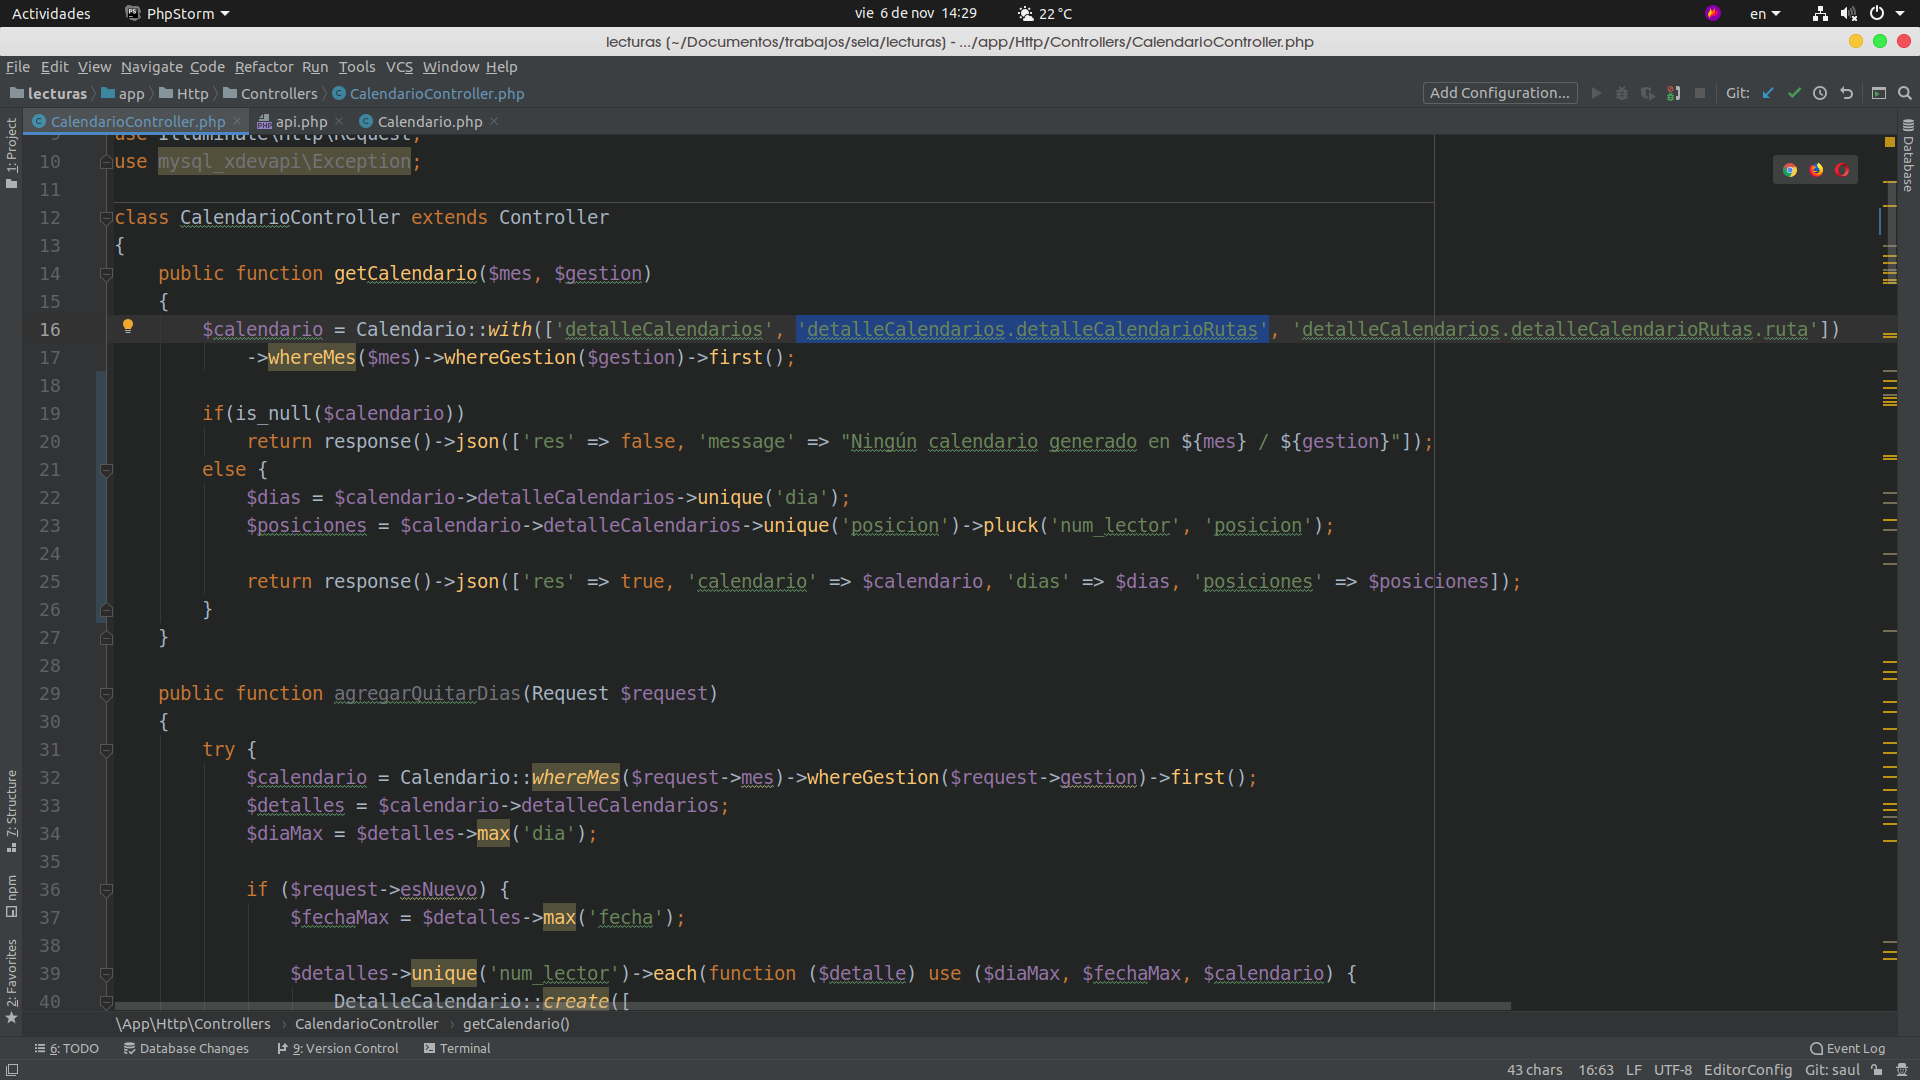 Actividades PhpStorm vie 6 de nov 14:29 22 °C en
lecturas (~/Documentos/trabajos/sela/lecturas) - .../app/Http/Controllers/CalendarioController.php
File Edit View Navigate Code Refactor Run Tools VCS Window Help
lecturas app Http Controllers CalendarioController.php Add Configuration... Git:
CalendarioController.php api.php Calendario.php
1: Project
Database
7: Structure
npm
2: Favorites
9 use Illuminate\Http\Request;
10 use mysql_xdevapi\Exception;
11
12 class CalendarioController extends Controller
13 {
14 public function getCalendario($mes, $gestion)
15 {
16 $calendario = Calendario::with(['detalleCalendarios', 'detalleCalendarios.detalleCalendarioRutas', 'detalleCalendarios.detalleCalendarioRutas.ruta'])
17 ->whereMes($mes)->whereGestion($gestion)->first();
18
19 if(is_null($calendario))
20 return response()->json(['res' => false, 'message' => "Ningún calendario generado en ${mes} / ${gestion}"]);
21 else {
22 $dias = $calendario->detalleCalendarios->unique('dia');
23 $posiciones = $calendario->detalleCalendarios->unique('posicion')->pluck('num_lector', 'posicion');
24
25 return response()->json(['res' => true, 'calendario' => $calendario, 'dias' => $dias, 'posiciones' => $posiciones]);
26 }
27 }
28
29 public function agregarQuitarDias(Request $request)
30 {
31 try {
32 $calendario = Calendario::whereMes($request->mes)->whereGestion($request->gestion)->first();
33 $detalles = $calendario->detalleCalendarios;
34 $diaMax = $detalles->max('dia');
35
36 if ($request->esNuevo) {
37 $fechaMax = $detalles->max('fecha');
38
39 $detalles->unique('num_lector')->each(function ($detalle) use ($diaMax, $fechaMax, $calendario) {
40 DetalleCalendario::create([
\App\Http\Controllers CalendarioController getCalendario()
6: TODO Database Changes 9: Version Control Terminal Event Log
43 chars 16:63 LF UTF-8 EditorConfig Git: saul